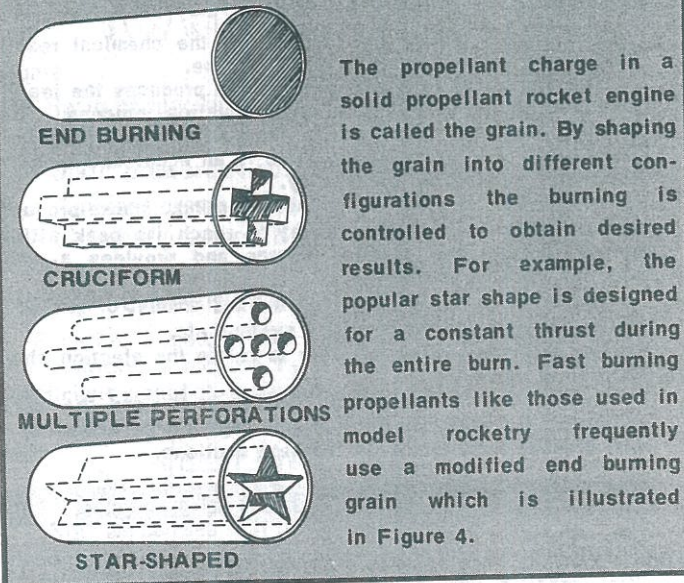 END BURNING
CRUCIFORM
MULTIPLE PERFORATIONS
STAR-SHAPED
The propellant charge in a
solid propellant rocket engine
is called the grain. By shaping
the grain into different con-
figurations the burning is
controlled to obtain desired
results. For example, the
popular star shape is designed
for a constant thrust during
the entire burn. Fast burning
propellants like those used in
model rocketry frequently
use a modified end burning
grain which is illustrated
in Figure 4.